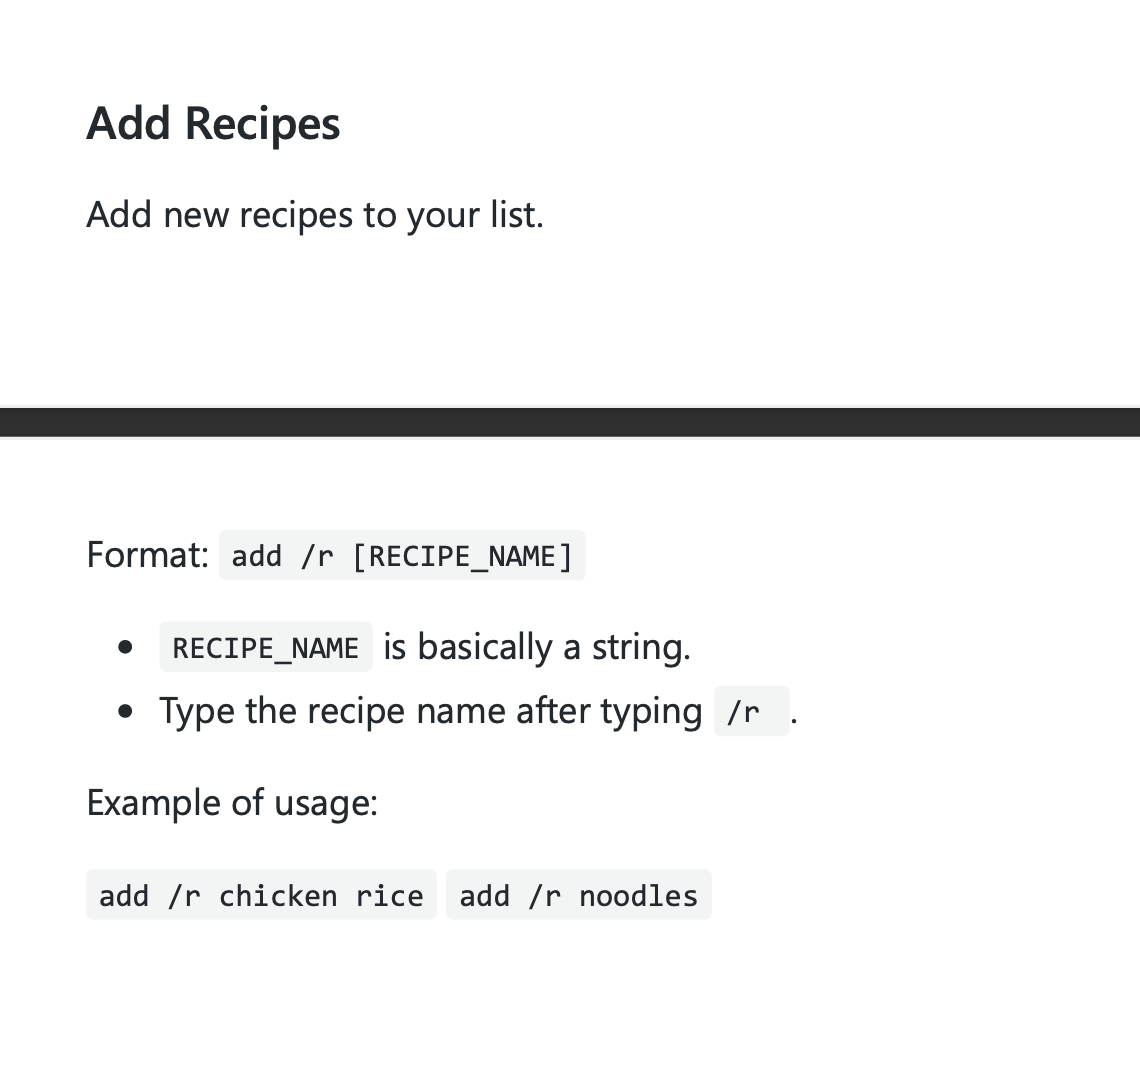 Add Recipes
Add new recipes to your list.
Format: add /r [RECIPE_NAME]
• RECIPE_NAME is basically a string.
• Type the recipe name after typing /r .
Example of usage:
add /r chicken rice add /r noodles